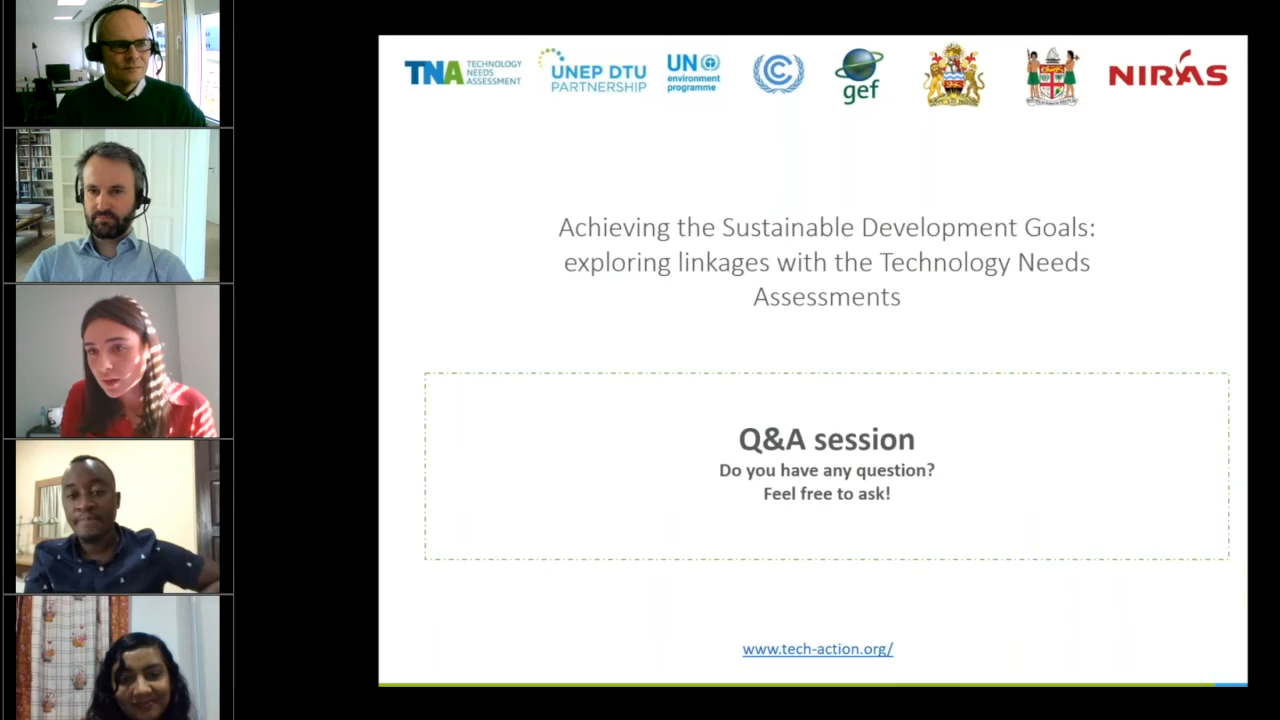 TNA TECHNOLOGY
NEEDS
ASSESSMENT
UNEP DTU
PARTNERSHIP
UN
environment
programme
gef
NIRAS
Achieving the Sustainable Development Goals:
exploring linkages with the Technology Needs
Assessments
Q&A session
Do you have any question?
Feel free to ask!
www.tech-action.org/